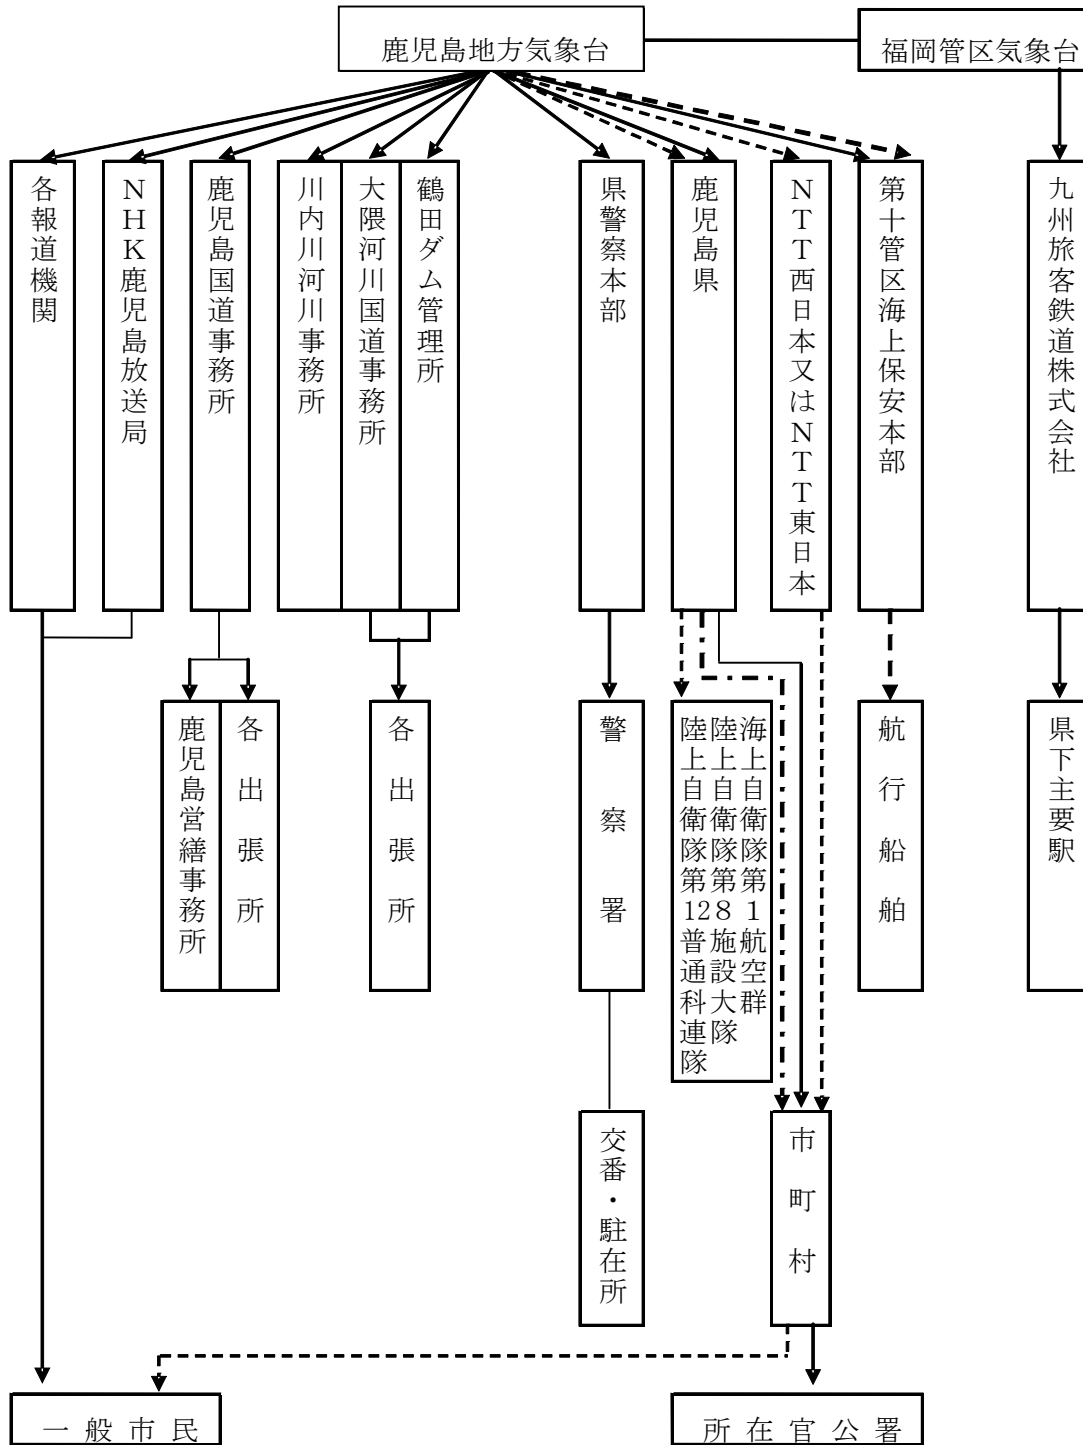 鹿児島地方気象台
福岡管区気象台
各報道機関
NHK鹿児島放送局
鹿児島国道事務所
川内川河川事務所
大隈河川国道事務所
鶴田ダム管理所
県警察本部
鹿児島県
NTT西日本又はNTT東日本
第十管区海上保安本部
九州旅客鉄道株式会社
鹿児島営繕事務所
各出張所
各出張所
警察署
海上自衛隊第1航空群
陸上自衛隊第8施設大隊
陸上自衛隊第12普通科連隊
航行船舶
県下主要駅
交番・駐在所
市町村
一般市民
所在官公署